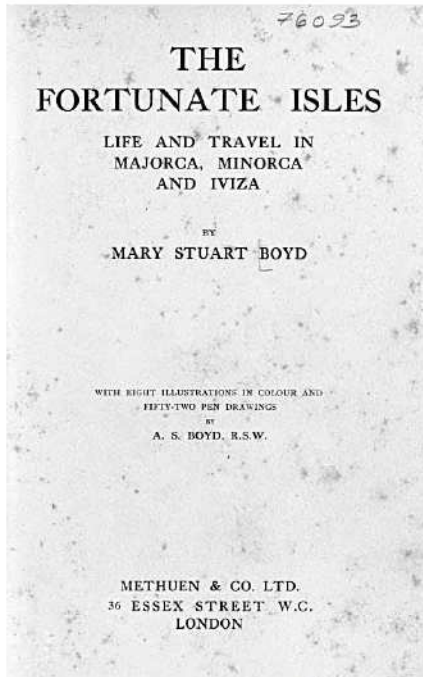 76093
THE
FORTUNATE ISLES
LIFE AND TRAVEL IN
MAJORCA, MINORCA
AND IVIZA
BY
MARY STUART BOYD
WITH EIGHT ILLUSTRATIONS IN COLOUR AND
FIFTY-TWO PEN DRAWINGS
BY
A. S. BOYD, R.S.W.
METHUEN & CO. LTD.
36 ESSEX STREET W.C.
LONDON